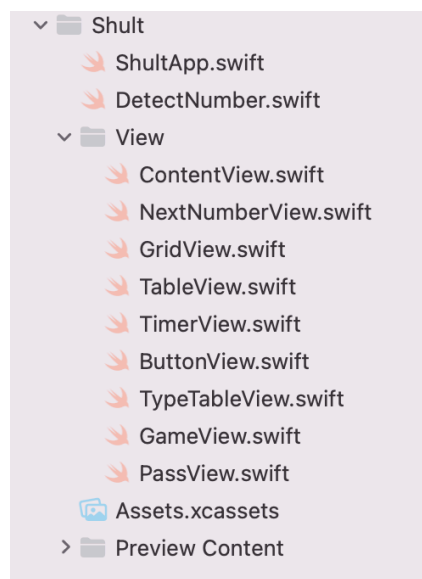 Shult
ShultApp.swift
DetectNumber.swift
View
ContentView.swift
NextNumberView.swift
GridView.swift
TableView.swift
TimerView.swift
ButtonView.swift
TypeTableView.swift
GameView.swift
PassView.swift
Assets.xcassets
Preview Content